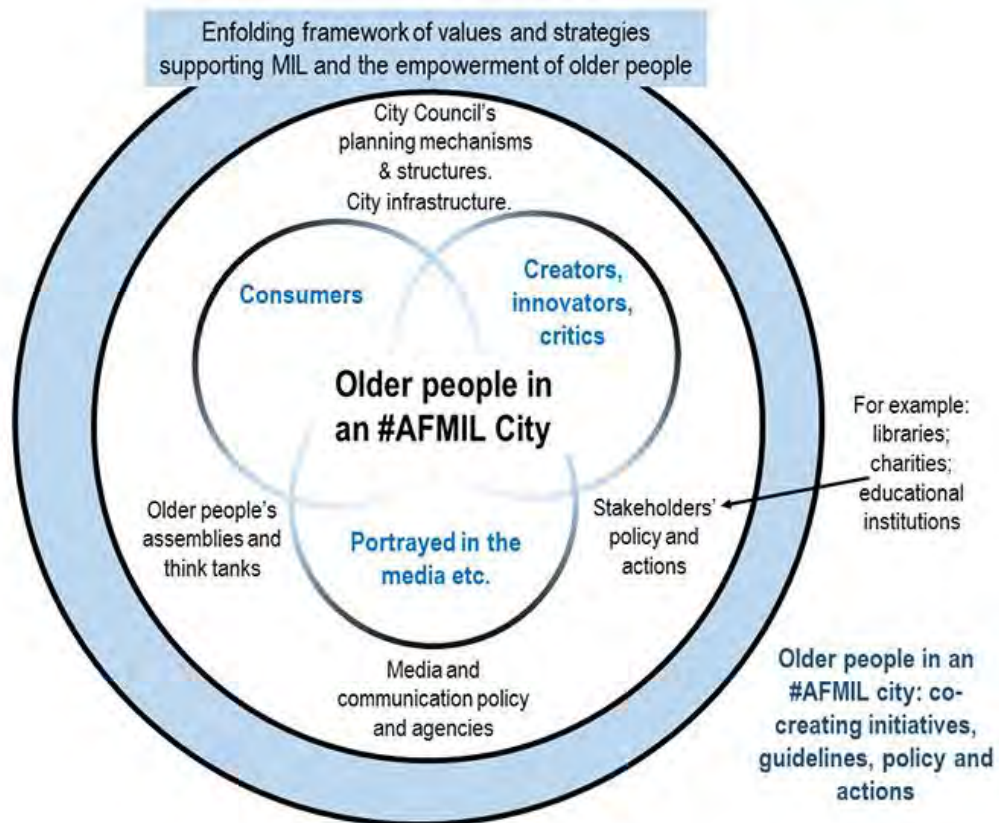 Enfolding framework of values and strategies
supporting MIL and the empowerment of older people
City Council's
planning mechanisms
& structures.
City infrastructure.
Consumers
Creators,
innovators,
critics
Older people in
an #AFMIL City
For example:
libraries;
charities;
educational
institutions
Older people's
assemblies and
think tanks
Portrayed in the
media etc.
Stakeholders'
policy and
actions
Media and
communication policy
and agencies
Older people in an
#AFMIL city: co-
creating initiatives,
guidelines, policy and
actions